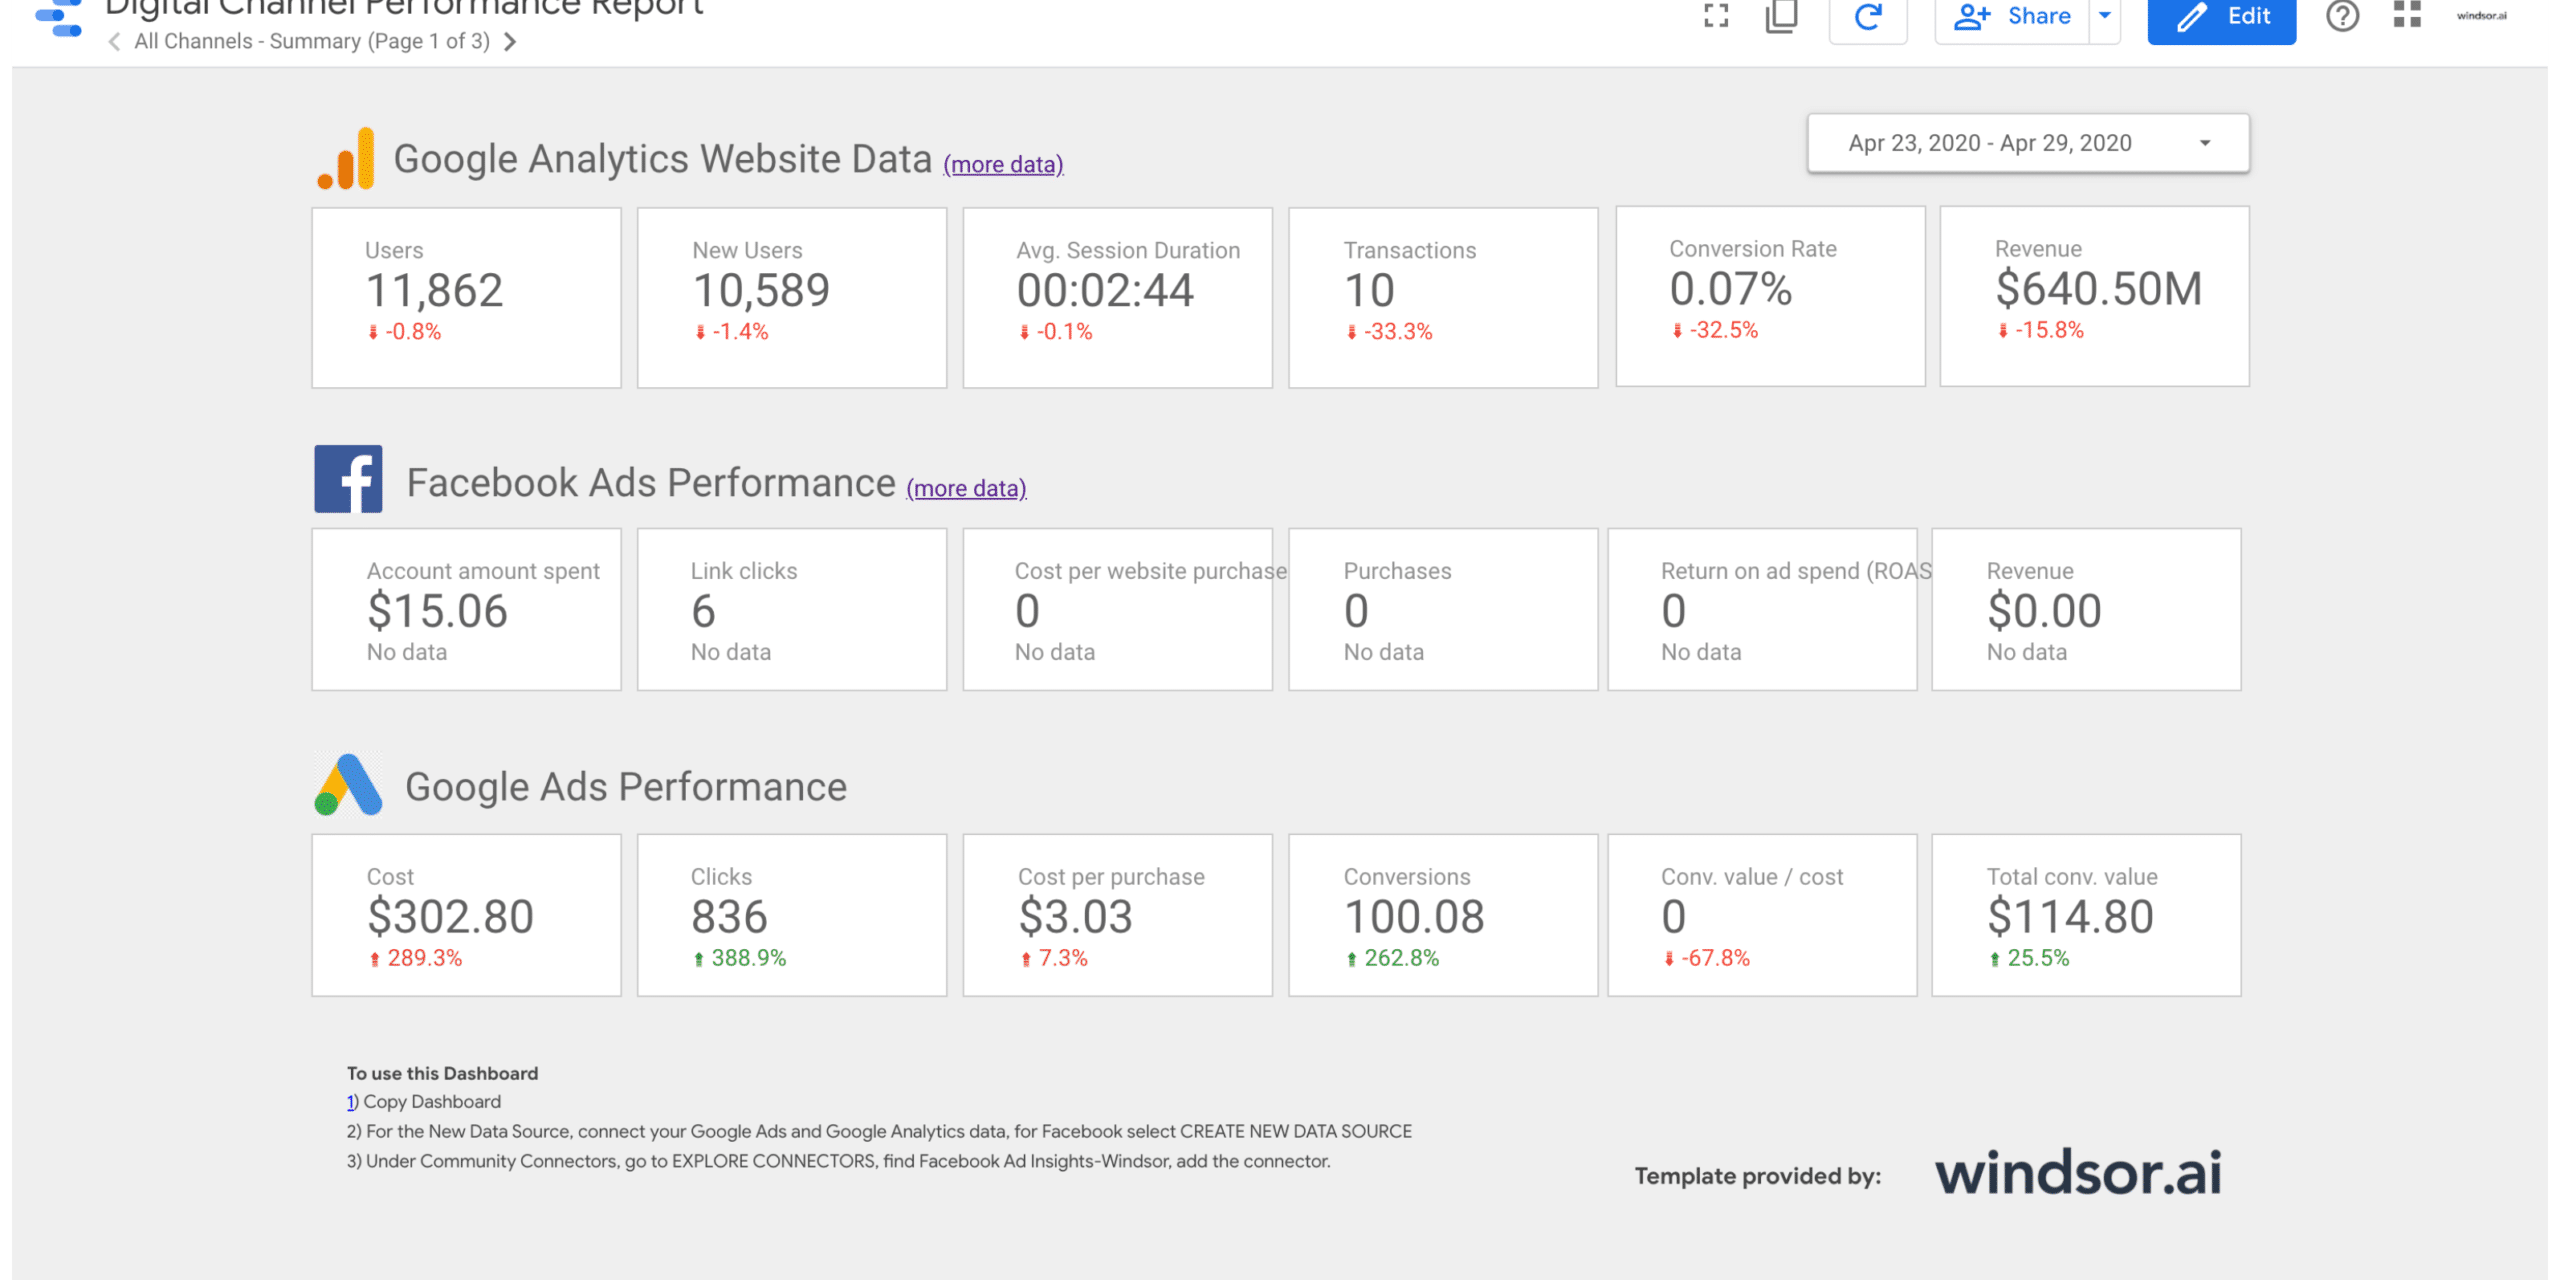 Digital Channel Performance Report
All Channels - Summary (Page 1 of 3)
Share
Edit
windsor.ai
Google Analytics Website Data (more data)
Apr 23, 2020 - Apr 29, 2020
Users
11,862
-0.8%
New Users
10,589
-1.4%
Avg. Session Duration
00:02:44
-0.1%
Transactions
10
-33.3%
Conversion Rate
0.07%
-32.5%
Revenue
$640.50M
-15.8%
Facebook Ads Performance (more data)
Account amount spent
$15.06
No data
Link clicks
6
No data
Cost per website purchase
0
No data
Purchases
0
No data
Return on ad spend (ROAS
0
No data
Revenue
$0.00
No data
Google Ads Performance
Cost
$302.80
289.3%
Clicks
836
388.9%
Cost per purchase
$3.03
7.3%
Conversions
100.08
262.8%
Conv. value / cost
0
-67.8%
Total conv. value
$114.80
25.5%
To use this Dashboard
1) Copy Dashboard
2) For the New Data Source, connect your Google Ads and Google Analytics data, for Facebook select CREATE NEW DATA SOURCE
3) Under Community Connectors, go to EXPLORE CONNECTORS, find Facebook Ad Insights-Windsor, add the connector.
Template provided by:
windsor.ai